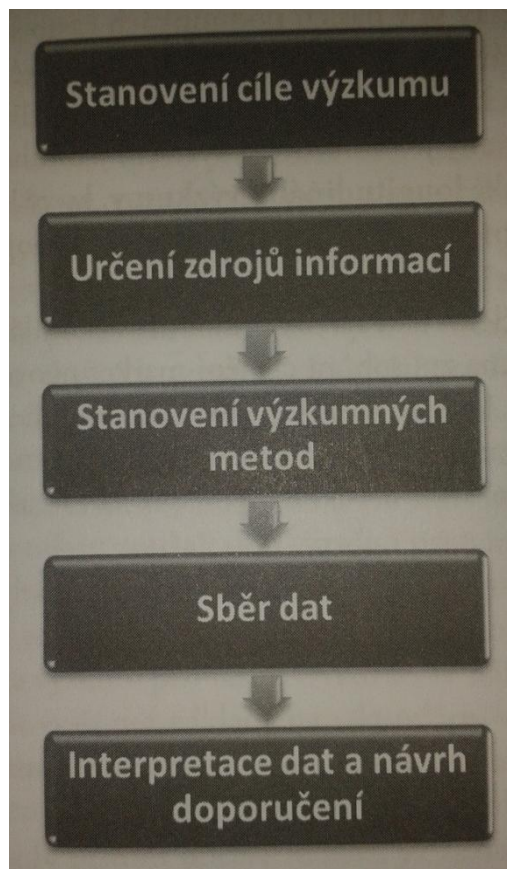 Stanovení cíle výzkumu
Určení zdrojů informací
Stanovení výzkumných
metod
Sběr dat
Interpretace dat a návrh
doporučení